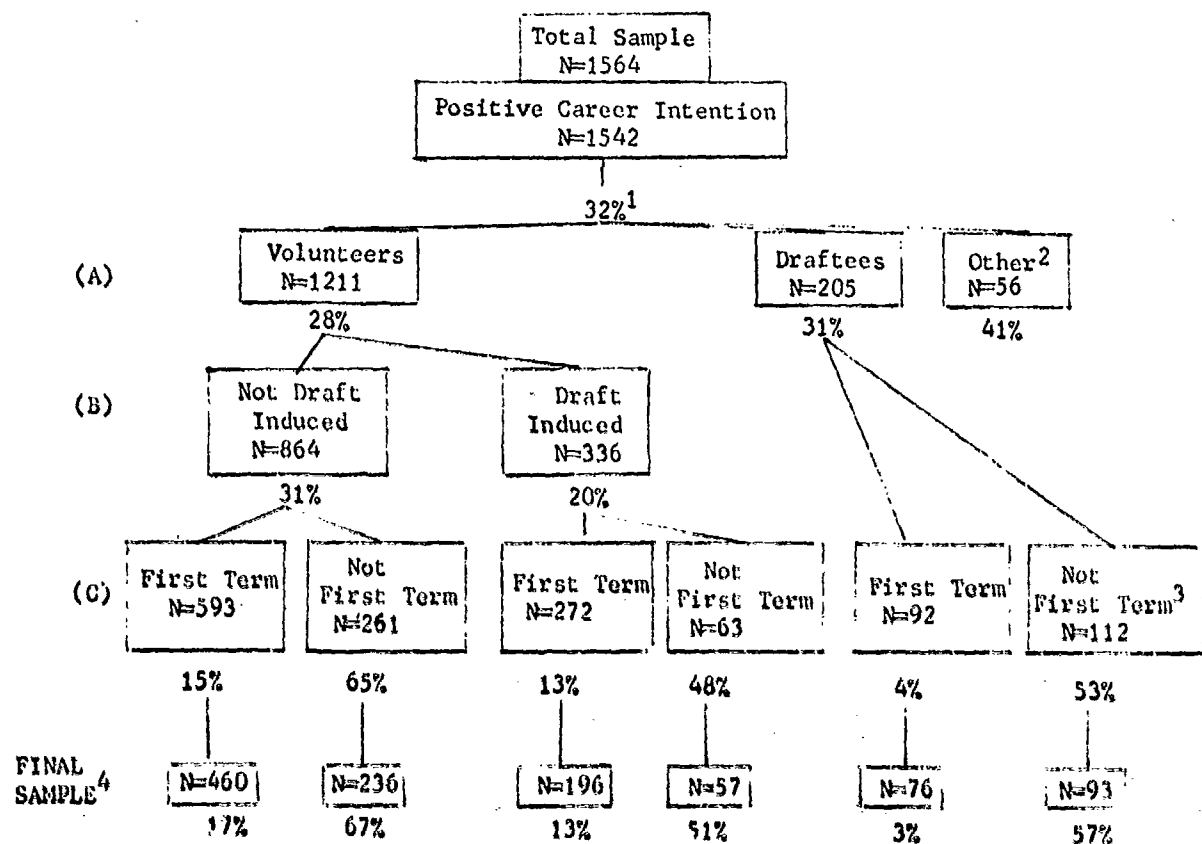 Total Sample
N=1564
Positive Career Intention
N=1542
32%1
(A)
Volunteers
N=1211
Draftees
N=205
Other2
N=56
28%
31%
41%
(B)
Not Draft
Induced
N=864
Draft
Induced
N=336
31%
20%
(C)
First Term
N=593
Not
First Term
N=261
First Term
N=272
Not
First Term
N=63
First Term
N=92
Not
First Term3
N=112
15%
65%
13%
48%
4%
53%
FINAL
SAMPLE4
N=460
N=236
N=196
N=57
N=76
N=93
17%
67%
13%
51%
3%
57%